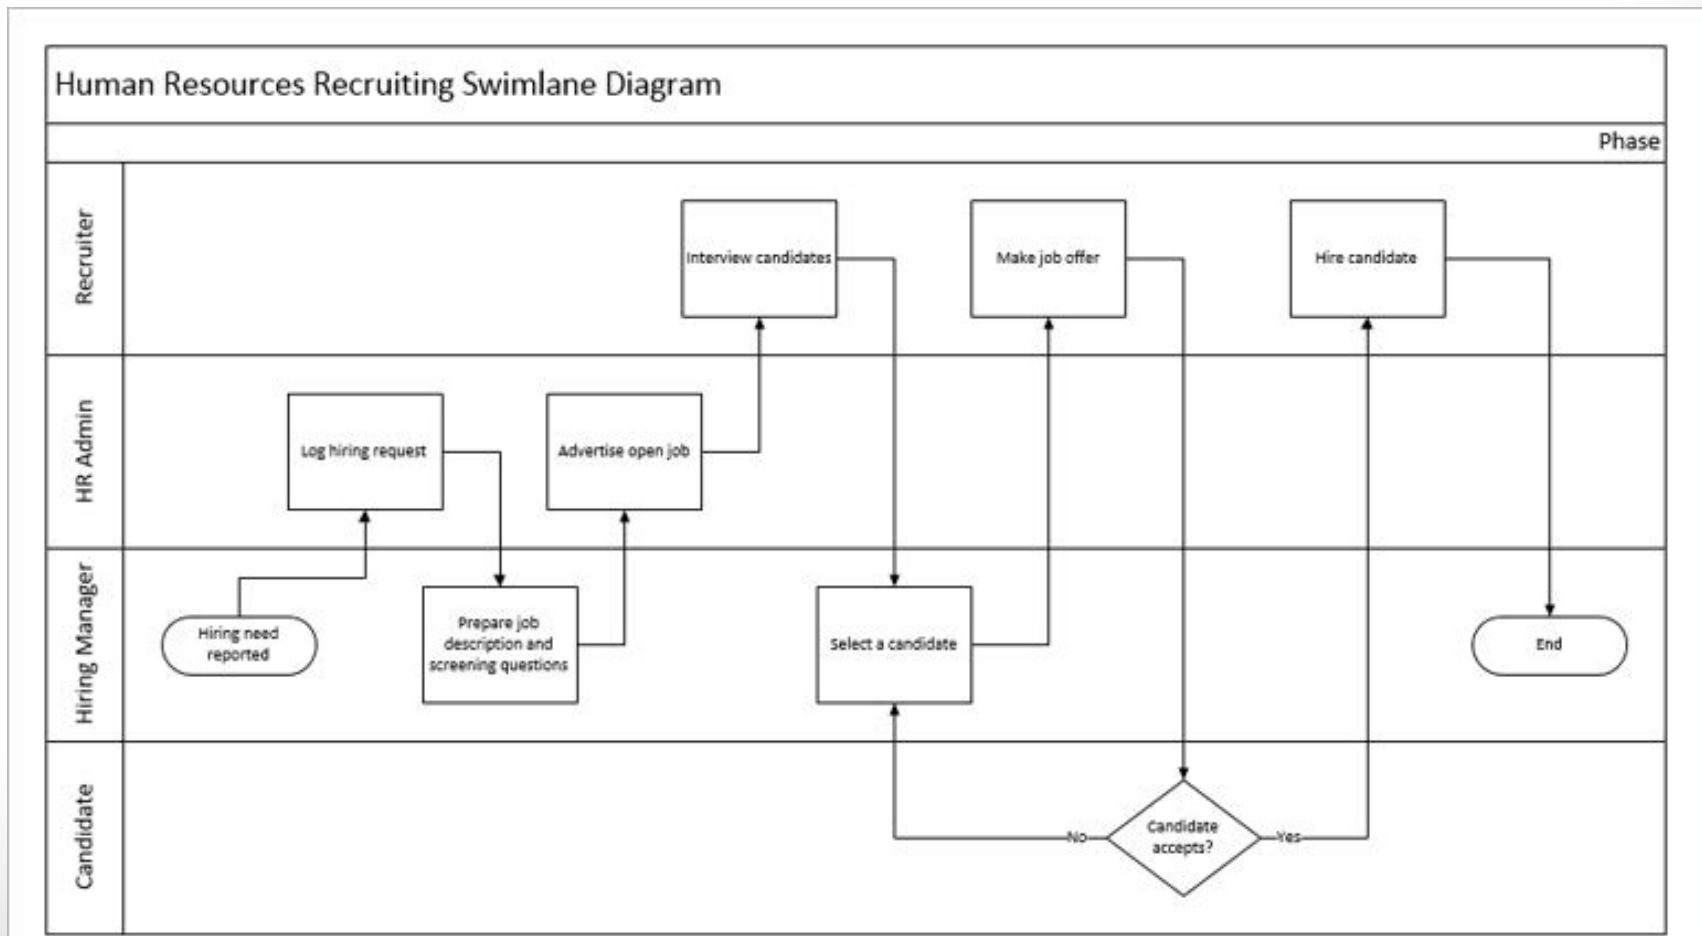 Human Resources Recruiting Swimlane Diagram
Phase
Recruiter
Interview candidates
Make job offer
Hire candidate
HR Admin
Log hiring request
Advertise open job
Hiring Manager
Hiring need
reported
Prepare job
description and
screening questions
Select a candidate
End
Candidate
No
Candidate
accepts?
Yes